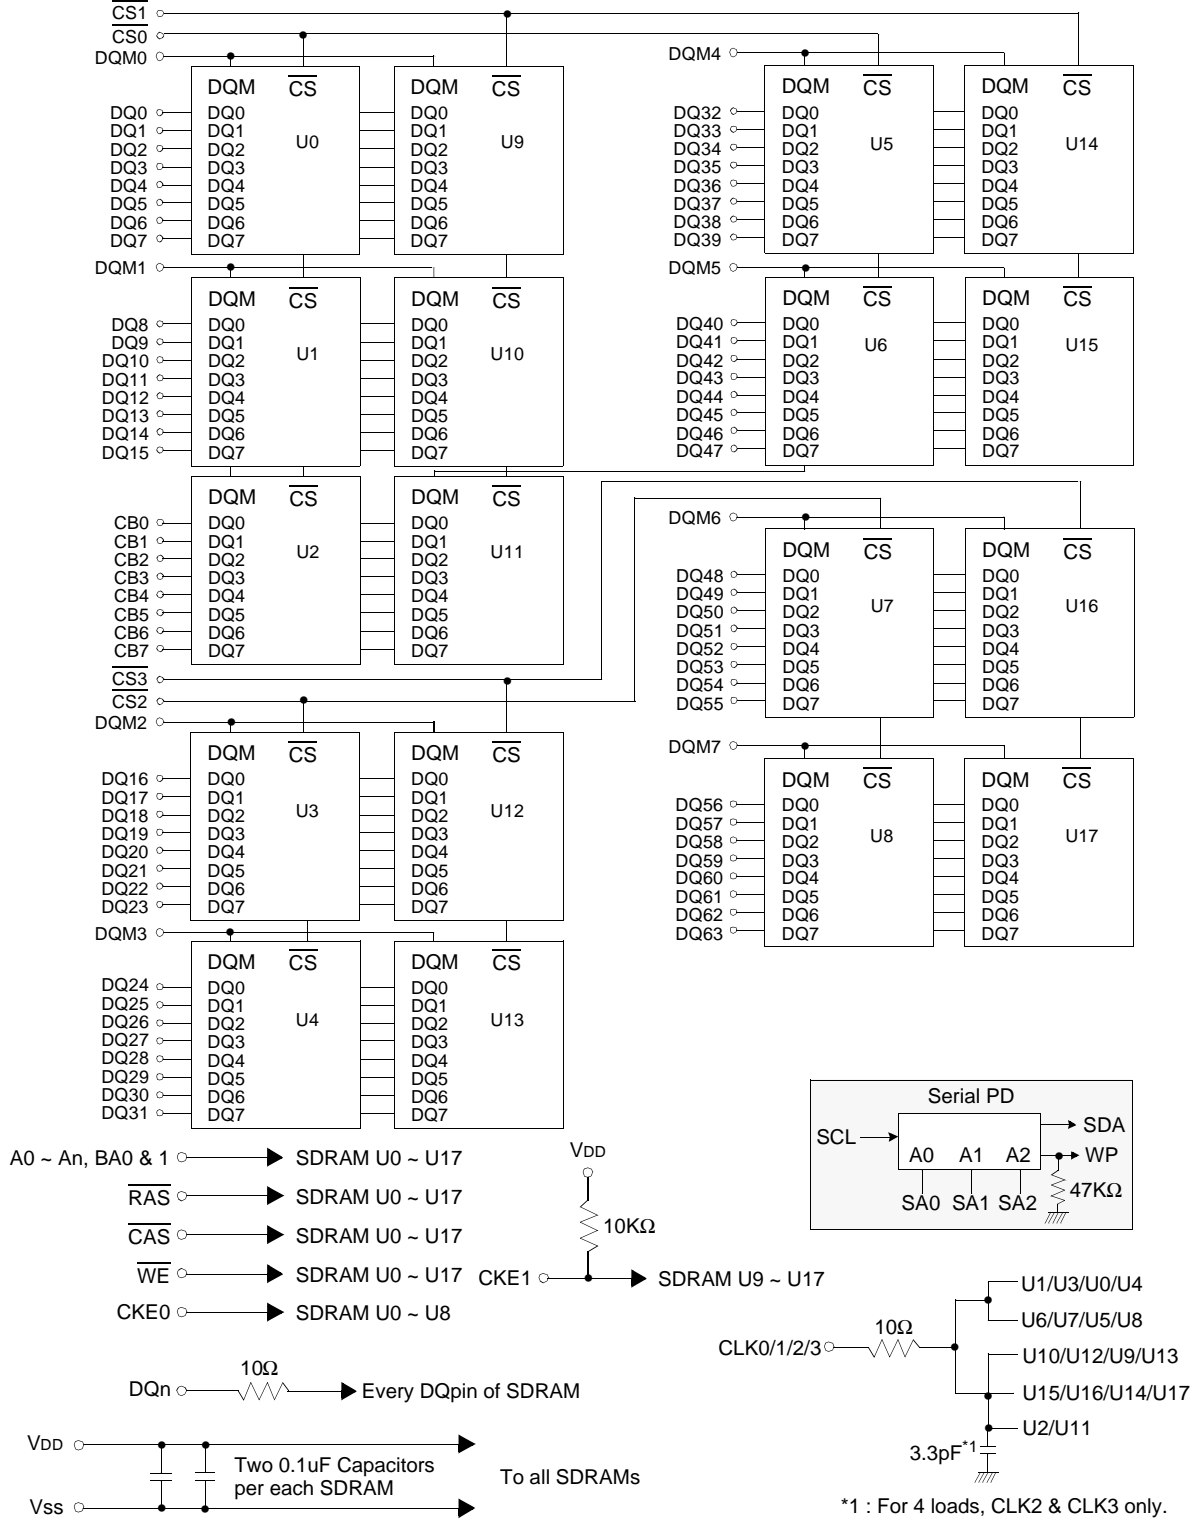 CS1
CS0
DQM0
DQM CS DQM CS
DQ0 DQ0 DQ0
DQ1 DQ1 DQ1
DQ2 DQ2 DQ2
DQ3 DQ3 DQ3
DQ4 DQ4 DQ4
DQ5 DQ5 DQ5
DQ6 DQ6 DQ6
DQ7 DQ7 DQ7
U0 U9
DQM1
DQM CS DQM CS
DQ8 DQ0 DQ0
DQ9 DQ1 DQ1
DQ10 DQ2 DQ2
DQ11 DQ3 DQ3
DQ12 DQ4 DQ4
DQ13 DQ5 DQ5
DQ14 DQ6 DQ6
DQ15 DQ7 DQ7
U1 U10
DQM CS DQM CS
CB0 DQ0 DQ0
CB1 DQ1 DQ1
CB2 DQ2 DQ2
CB3 DQ3 DQ3
CB4 DQ4 DQ4
CB5 DQ5 DQ5
CB6 DQ6 DQ6
CB7 DQ7 DQ7
U2 U11
CS3
CS2
DQM2
DQM CS DQM CS
DQ16 DQ0 DQ0
DQ17 DQ1 DQ1
DQ18 DQ2 DQ2
DQ19 DQ3 DQ3
DQ20 DQ4 DQ4
DQ21 DQ5 DQ5
DQ22 DQ6 DQ6
DQ23 DQ7 DQ7
U3 U12
DQM3
DQM CS DQM CS
DQ24 DQ0 DQ0
DQ25 DQ1 DQ1
DQ26 DQ2 DQ2
DQ27 DQ3 DQ3
DQ28 DQ4 DQ4
DQ29 DQ5 DQ5
DQ30 DQ6 DQ6
DQ31 DQ7 DQ7
U4 U13
DQM4
DQM CS DQM CS
DQ32 DQ0 DQ0
DQ33 DQ1 DQ1
DQ34 DQ2 DQ2
DQ35 DQ3 DQ3
DQ36 DQ4 DQ4
DQ37 DQ5 DQ5
DQ38 DQ6 DQ6
DQ39 DQ7 DQ7
U5 U14
DQM5
DQM CS DQM CS
DQ40 DQ0 DQ0
DQ41 DQ1 DQ1
DQ42 DQ2 DQ2
DQ43 DQ3 DQ3
DQ44 DQ4 DQ4
DQ45 DQ5 DQ5
DQ46 DQ6 DQ6
DQ47 DQ7 DQ7
U6 U15
DQM6
DQM CS DQM CS
DQ48 DQ0 DQ0
DQ49 DQ1 DQ1
DQ50 DQ2 DQ2
DQ51 DQ3 DQ3
DQ52 DQ4 DQ4
DQ53 DQ5 DQ5
DQ54 DQ6 DQ6
DQ55 DQ7 DQ7
U7 U16
DQM7
DQM CS DQM CS
DQ56 DQ0 DQ0
DQ57 DQ1 DQ1
DQ58 DQ2 DQ2
DQ59 DQ3 DQ3
DQ60 DQ4 DQ4
DQ61 DQ5 DQ5
DQ62 DQ6 DQ6
DQ63 DQ7 DQ7
U8 U17
Serial PD
SCL SDA
A0 A1 A2 WP
SA0 SA1 SA2 47KΩ
A0 ~ An, BA0 & 1 SDRAM U0 ~ U17
RAS SDRAM U0 ~ U17
CAS SDRAM U0 ~ U17
WE SDRAM U0 ~ U17
CKE0 SDRAM U0 ~ U8
VDD
10KΩ
CKE1 SDRAM U9 ~ U17
DQn 10Ω Every DQpin of SDRAM
VDD
Vss
Two 0.1uF Capacitors
per each SDRAM
To all SDRAMs
CLK0/1/2/3 10Ω
U1/U3/U0/U4
U6/U7/U5/U8
U10/U12/U9/U13
U15/U16/U14/U17
U2/U11
3.3pF*1
*1 : For 4 loads, CLK2 & CLK3 only.